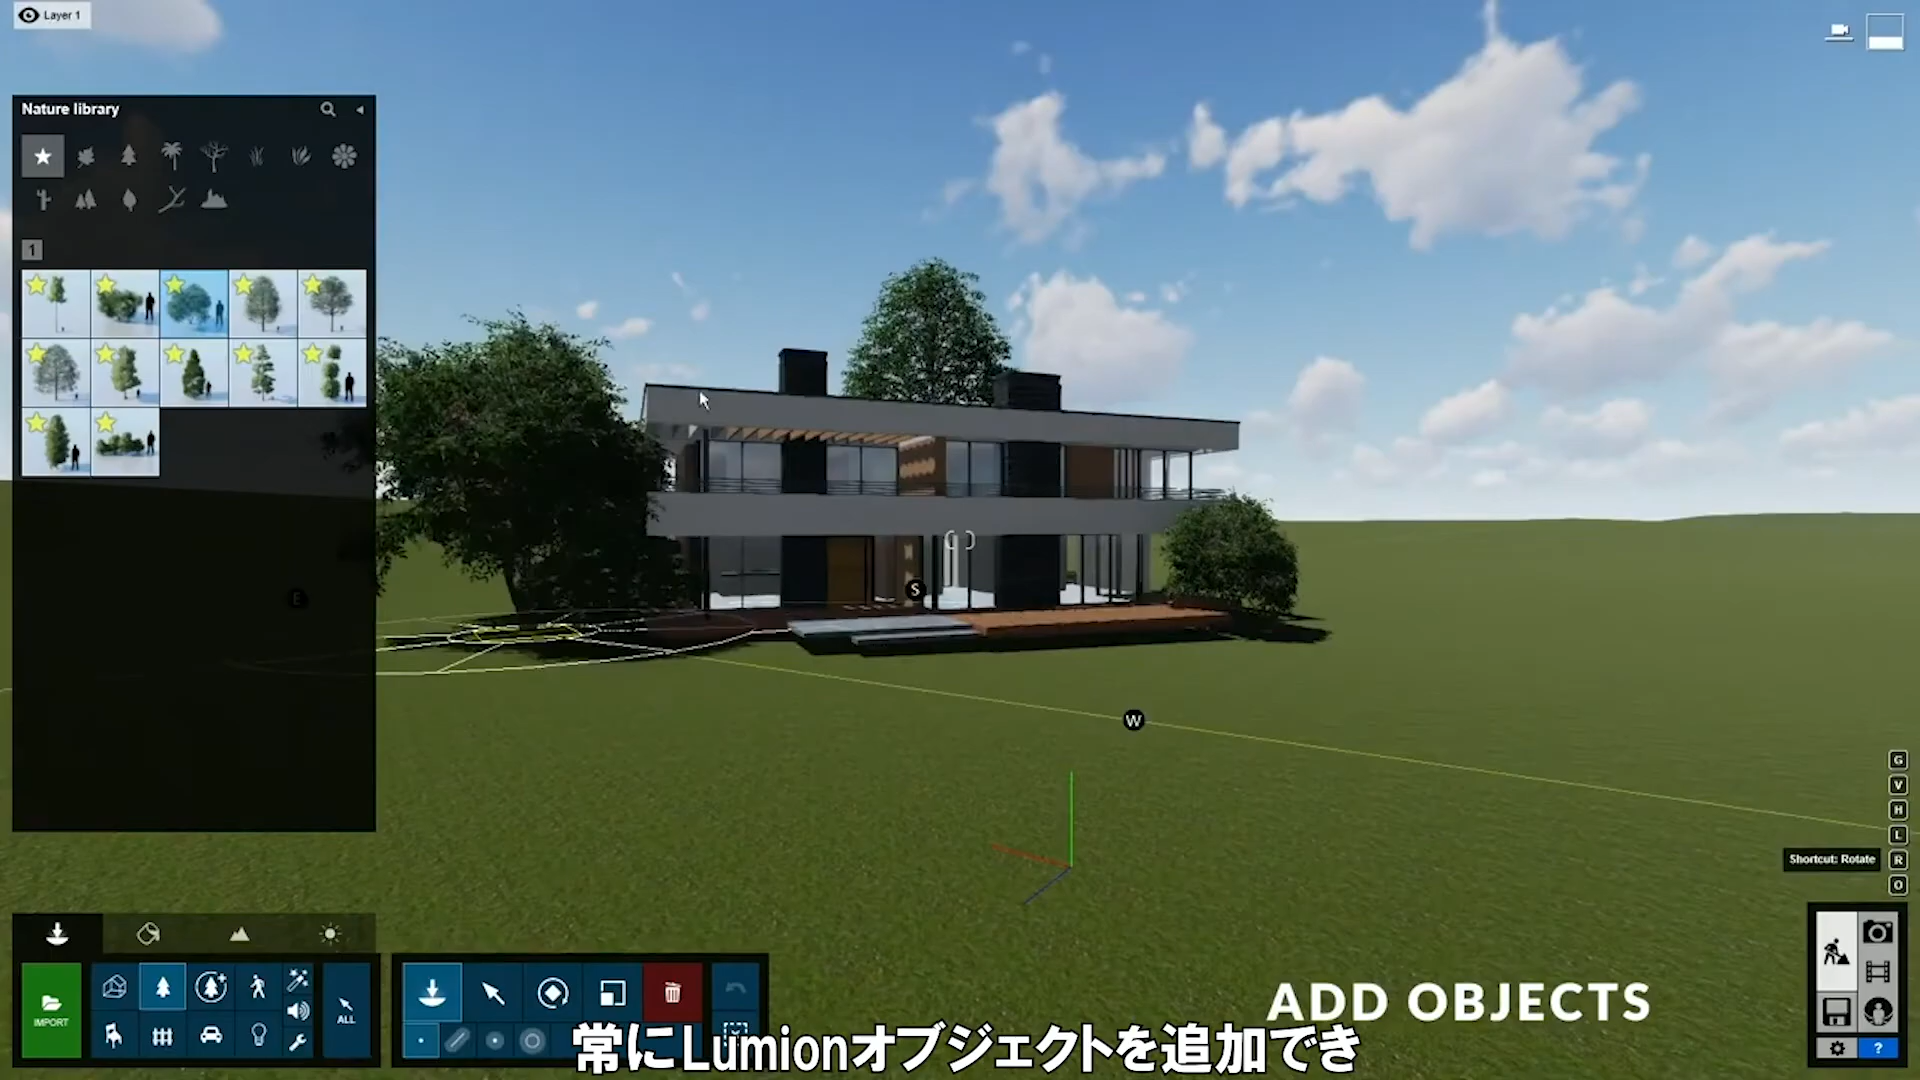 Layer 1
Nature library
1
E
S
W
G
V
H
L
Shortcut: Rotate
R
O
IMPORT
ALL
ADD OBJECTS
?
常にLumionオブジェクトを追加でき